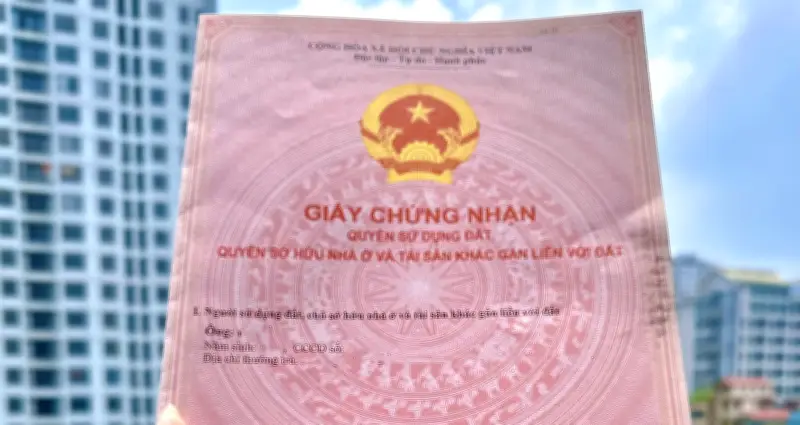 CỘNG HÒA XÃ HỘI CHỦ NGHĨA VIỆT NAM
Độc lập - Tự do - Hạnh phúc
GIẤY CHỨNG NHẬN
QUYỀN SỬ DỤNG ĐẤT
QUYỀN SỞ HỮU NHÀ Ở VÀ TÀI SẢN KHÁC GẮN LIỀN VỚI ĐẤT
I. Người sử dụng đất, chủ sở hữu nhà ở và tài sản khác gắn liền với đất
Ông:
Năm sinh: , CCCD số
Địa chỉ thường trú